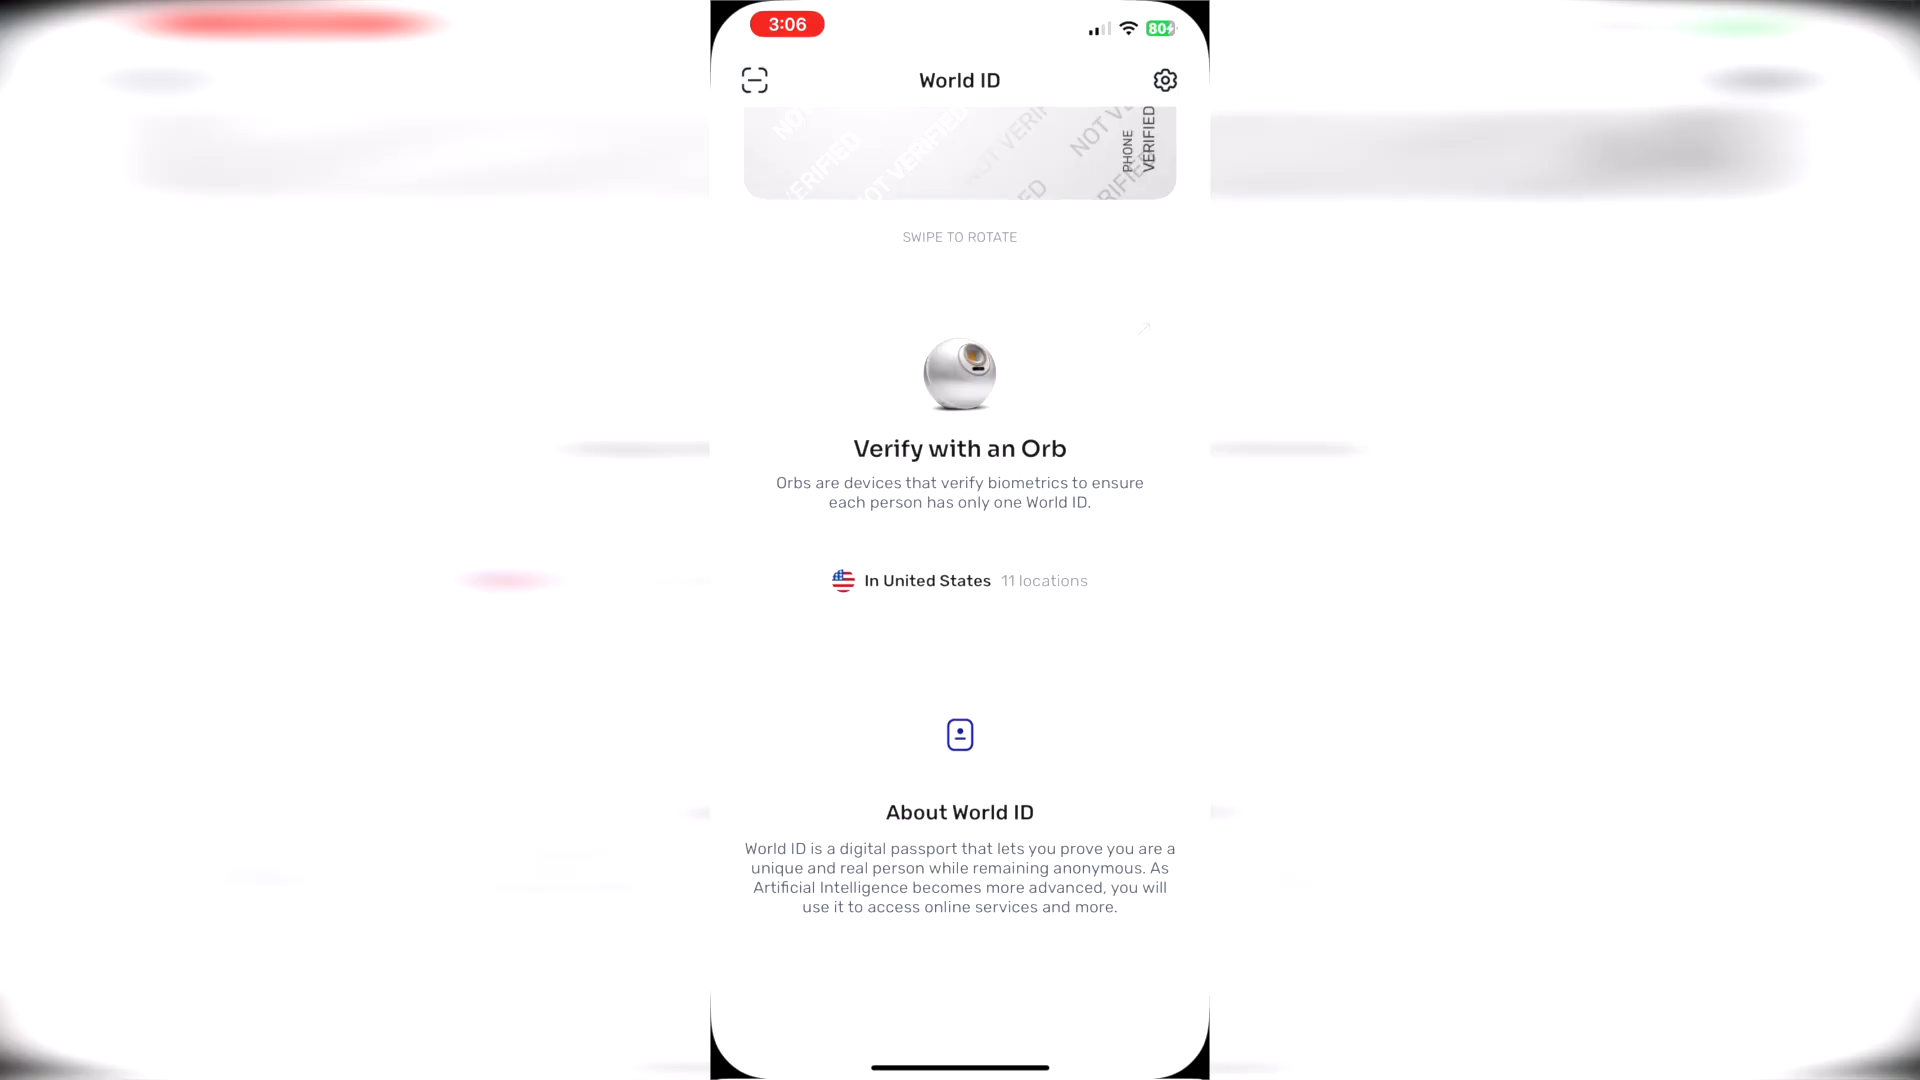 3:06
80
World ID
NOT VERIFIED
PHONE
VERIFIED
SWIPE TO ROTATE
Verify with an Orb
Orbs are devices that verify biometrics to ensure
each person has only one World ID.
In United States 11 locations
About World ID
World ID is a digital passport that lets you prove you are a
unique and real person while remaining anonymous. As
Artificial Intelligence becomes more advanced, you will
use it to access online services and more.